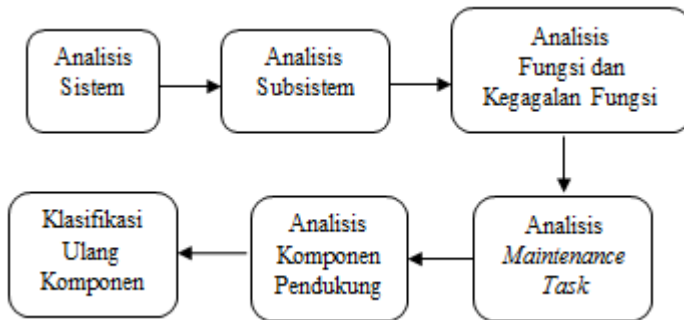 Analisis
Sistem
Analisis
Subsistem
Analisis
Fungsi dan
Kegagalan Fungsi
Analisis
Maintenance
Task
Analisis
Komponen
Pendukung
Klasifikasi
Ulang
Komponen